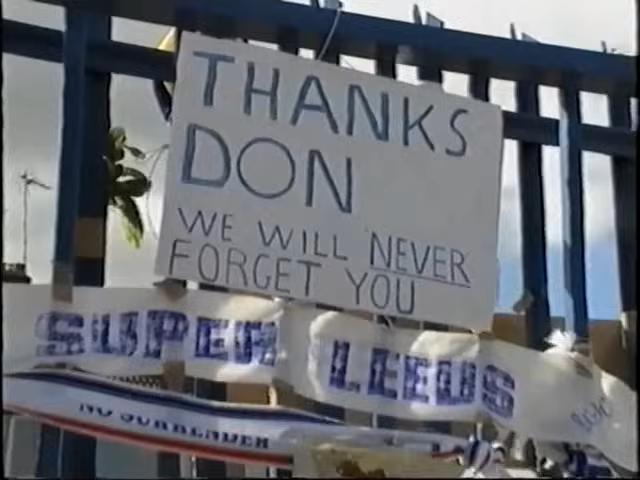 THANKS
DON
WE WILL NEVER
FORGET YOU
SUPER LEEDS
NO SURRENDER